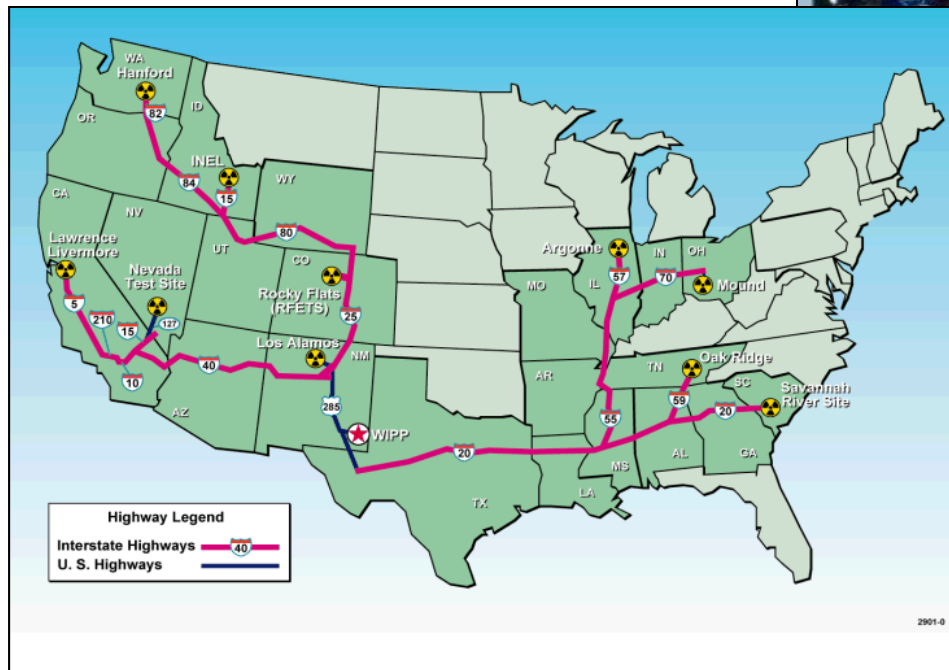 WA
Hanford
82
OR
ID
INEL
15
84
WY
CA
NV
80
UT
CO
Lawrence
Livermore
Nevada
Test Site
5
210
15
127
10
Rocky Flats
(RFETS)
25
Los Alamos
NM
40
AZ
285
WIPP
Argonne
IN
OH
57
70
MO
IL
Mound
TN
Oak Ridge
AR
SC
Savannah
River Site
59
20
55
20
MS
AL
GA
LA
TX
Highway Legend
Interstate Highways
40
U. S. Highways
2901-0